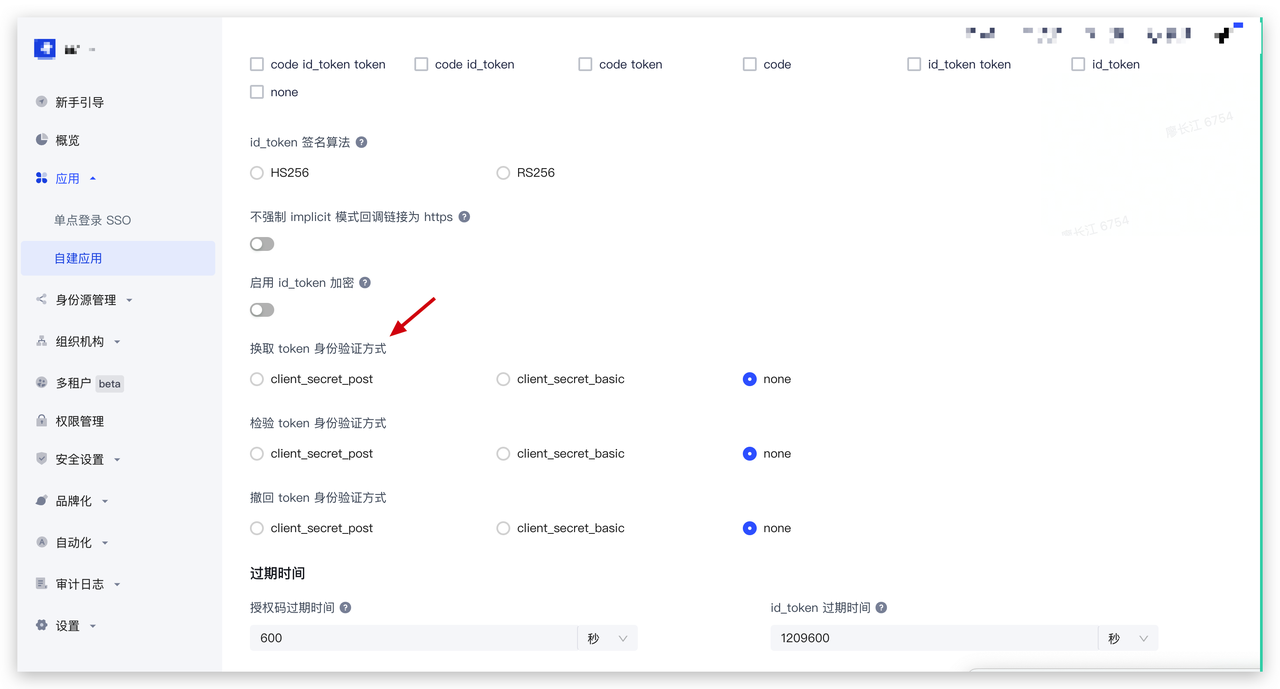 code id_token token
code id_token
code token
code
id_token token
id_token
none
新手引导
概览
应用
单点登录 SSO
自建应用
身份源管理
组织机构
多租户 beta
权限管理
安全设置
品牌化
自动化
审计日志
设置
id_token 签名算法
HS256
RS256
不强制 implicit 模式回调链接为 https
启用 id_token 加密
换取 token 身份验证方式
client_secret_post
client_secret_basic
none
检验 token 身份验证方式
client_secret_post
client_secret_basic
none
撤回 token 身份验证方式
client_secret_post
client_secret_basic
none
过期时间
授权码过期时间
600
秒
id_token 过期时间
1209600
秒
廖长江 6754
长江 6754